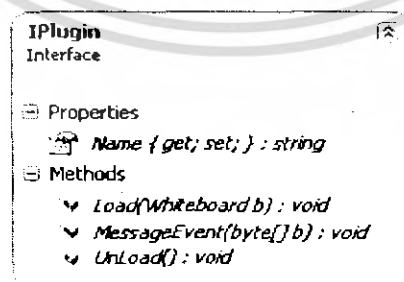 IPlugin
Interface
Properties
Name { get; set; } : string
Methods
Load(Whiteboard b) : void
MessageEvent(byte[] b) : void
UnLoad() : void